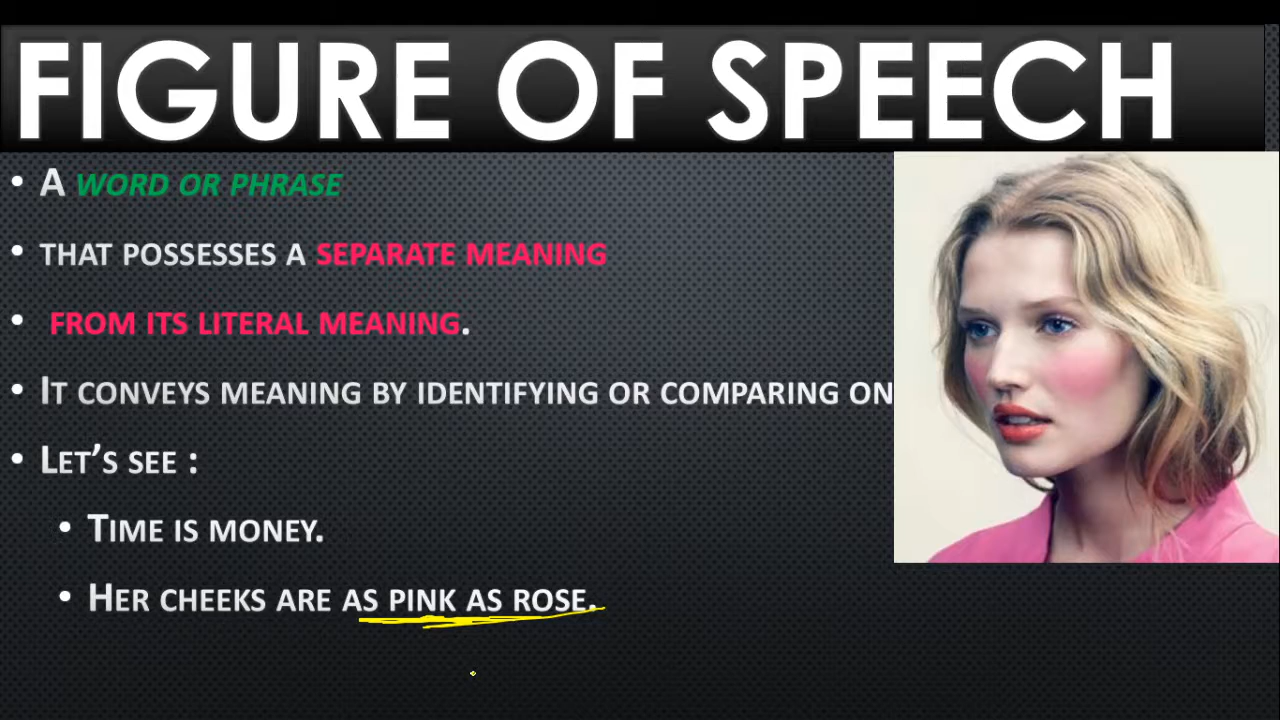 FIGURE OF SPEECH
• A WORD OR PHRASE
• THAT POSSESSES A SEPARATE MEANING
• FROM ITS LITERAL MEANING.
• IT CONVEYS MEANING BY IDENTIFYING OR COMPARING ON
• LET'S SEE :
• TIME IS MONEY.
• HER CHEEKS ARE AS PINK AS ROSE.